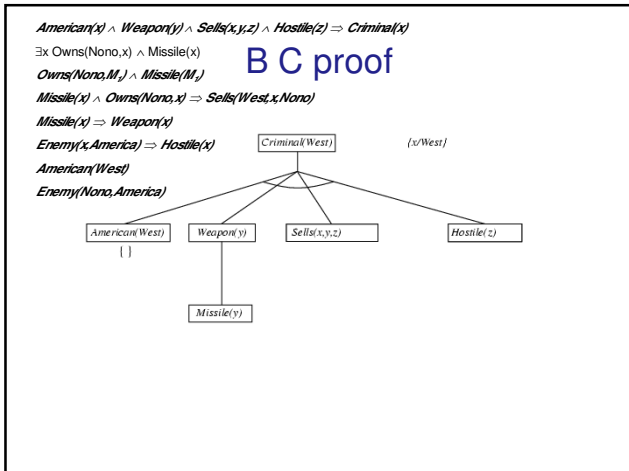 American(x) ∧ Weapon(y) ∧ Sells(x,y,z) ∧ Hostile(z) ⇒ Criminal(x)
∃x Owns(Nono,x) ∧ Missile(x)
B C proof
Owns(Nono,M₁) ∧ Missile(M₁)
Missile(x) ∧ Owns(Nono,x) ⇒ Sells(West,x,Nono)
Missile(x) ⇒ Weapon(x)
Enemy(x,America) ⇒ Hostile(x)
Criminal(West) {x/West}
American(West)
Enemy(Nono,America)
American(West) Weapon(y) Sells(x,y,z) Hostile(z)
{ }
Missile(y)